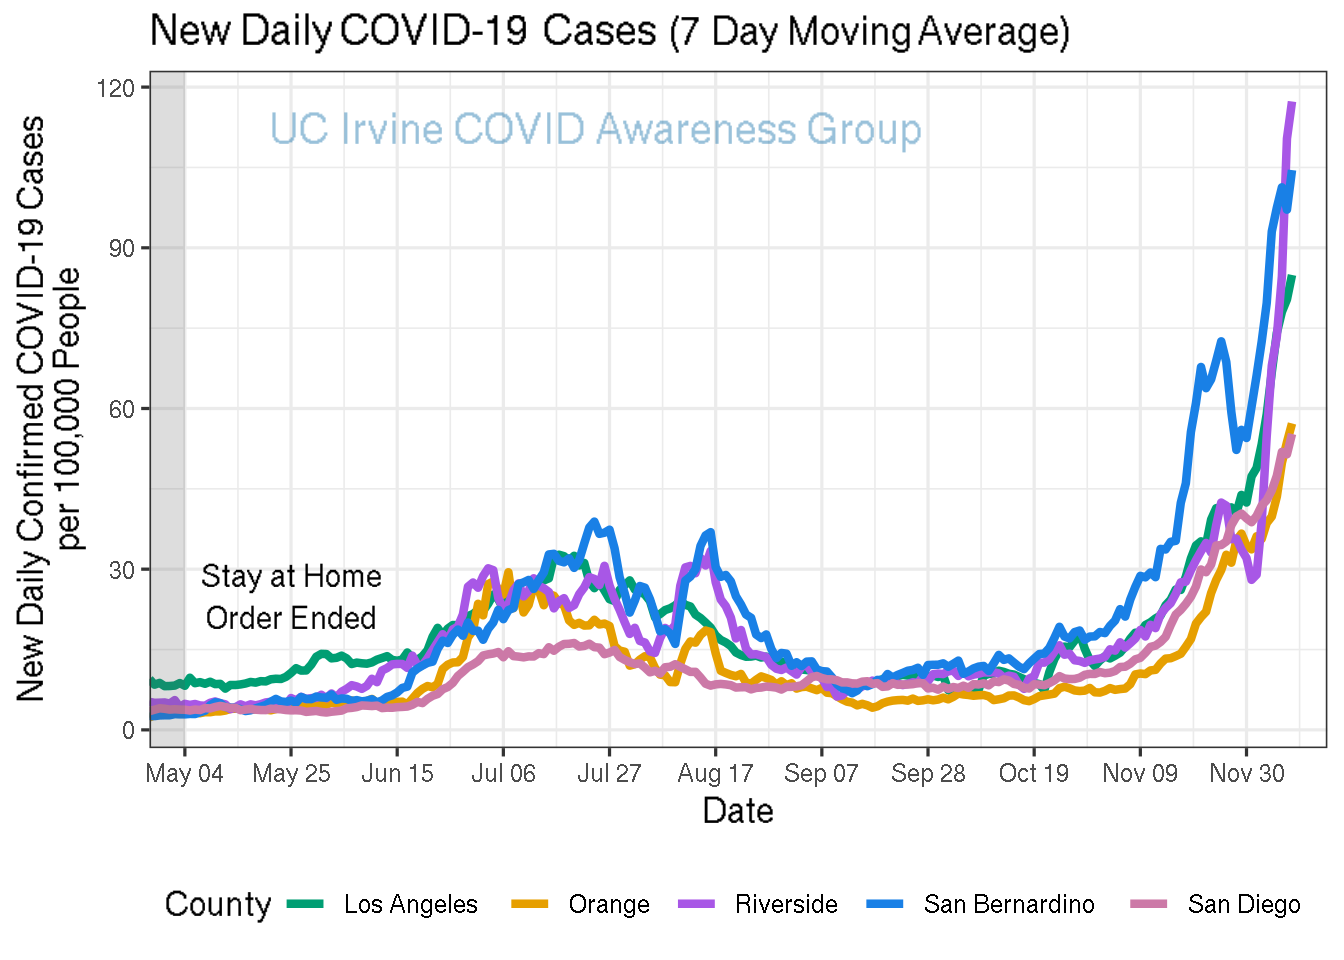 New Daily COVID-19 Cases (7 Day Moving Average)
UC Irvine COVID Awareness Group
New Daily Confirmed COVID-19 Cases
per 100,000 People
120
90
60
30
0
Stay at Home
Order Ended
May 04 May 25 Jun 15 Jul 06 Jul 27 Aug 17 Sep 07 Sep 28 Oct 19 Nov 09 Nov 30
Date
County Los Angeles Orange Riverside San Bernardino San Diego